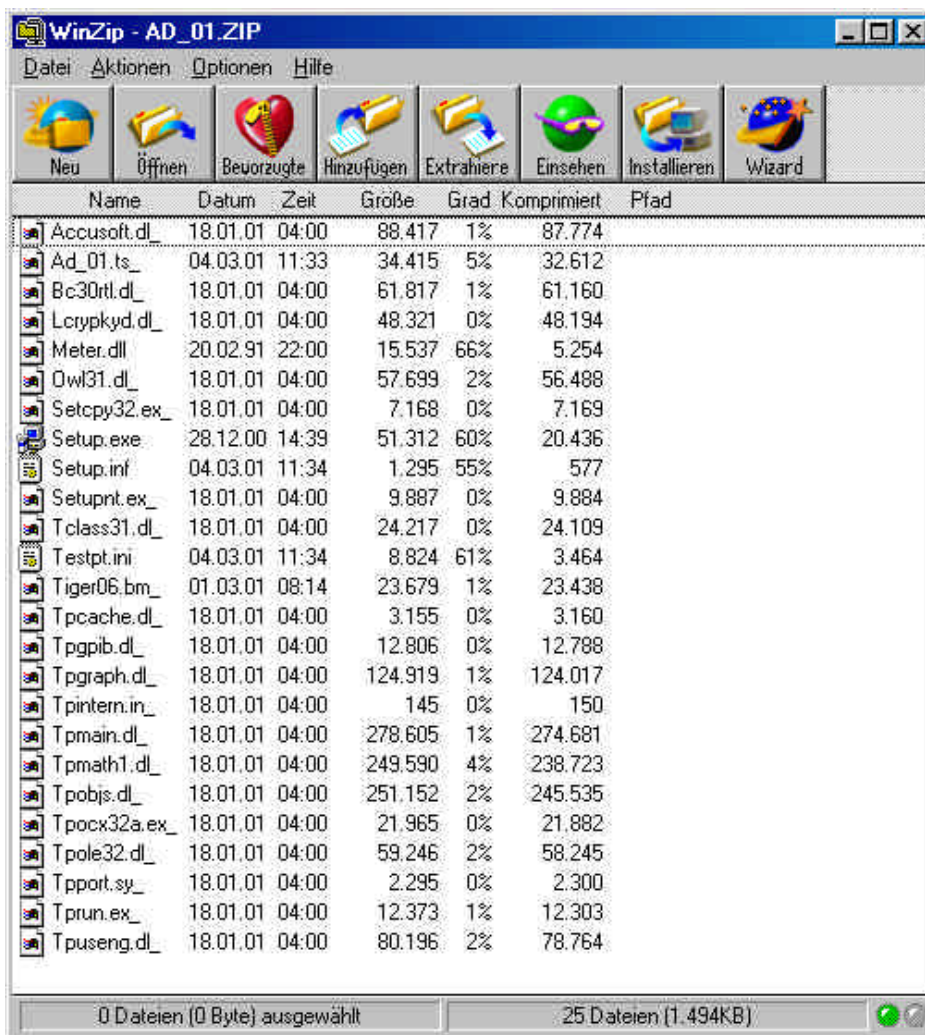 WinZip - AD_01.ZIP
Datei Aktionen Optionen Hilfe
Neu Öffnen Bevorzugte Hinzufügen Extrahiere Einsehen Installieren Wizard
Name Datum Zeit Größe Grad Komprimiert Pfad
Accusoft.dl_ 18.01.01 04:00 88.417 1% 87.774
Ad_01.ts_ 04.03.01 11:33 34.415 5% 32.612
Bc30rtl.dl_ 18.01.01 04:00 61.817 1% 61.160
Lcrypkyd.dl_ 18.01.01 04:00 48.321 0% 48.194
Meter.dll 20.02.91 22:00 15.537 66% 5.254
Owl31.dl_ 18.01.01 04:00 57.699 2% 56.488
Setcpy32.ex_ 18.01.01 04:00 7.168 0% 7.169
Setup.exe 28.12.00 14:39 51.312 60% 20.436
Setup.inf 04.03.01 11:34 1.295 55% 577
Setupnt.ex_ 18.01.01 04:00 9.887 0% 9.884
Tclass31.dl_ 18.01.01 04:00 24.217 0% 24.109
Testpt.ini 04.03.01 11:34 8.824 61% 3.464
Tiger06.bm_ 01.03.01 08:14 23.679 1% 23.438
Tpcache.dl_ 18.01.01 04:00 3.155 0% 3.160
Tpgpib.dl_ 18.01.01 04:00 12.806 0% 12.788
Tpgraph.dl_ 18.01.01 04:00 124.919 1% 124.017
Tpintern.in_ 18.01.01 04:00 145 0% 150
Tpmain.dl_ 18.01.01 04:00 278.605 1% 274.681
Tpmath1.dl_ 18.01.01 04:00 249.590 4% 238.723
Tpobjs.dl_ 18.01.01 04:00 251.152 2% 245.535
Tpocx32a.ex_ 18.01.01 04:00 21.965 0% 21.882
Tpole32.dl_ 18.01.01 04:00 59.246 2% 58.245
Tpport.sy_ 18.01.01 04:00 2.295 0% 2.300
Tprun.ex_ 18.01.01 04:00 12.373 1% 12.303
Tpuseng.dl_ 18.01.01 04:00 80.196 2% 78.764
0 Dateien (0 Byte) ausgewählt 25 Dateien (1.494KB)